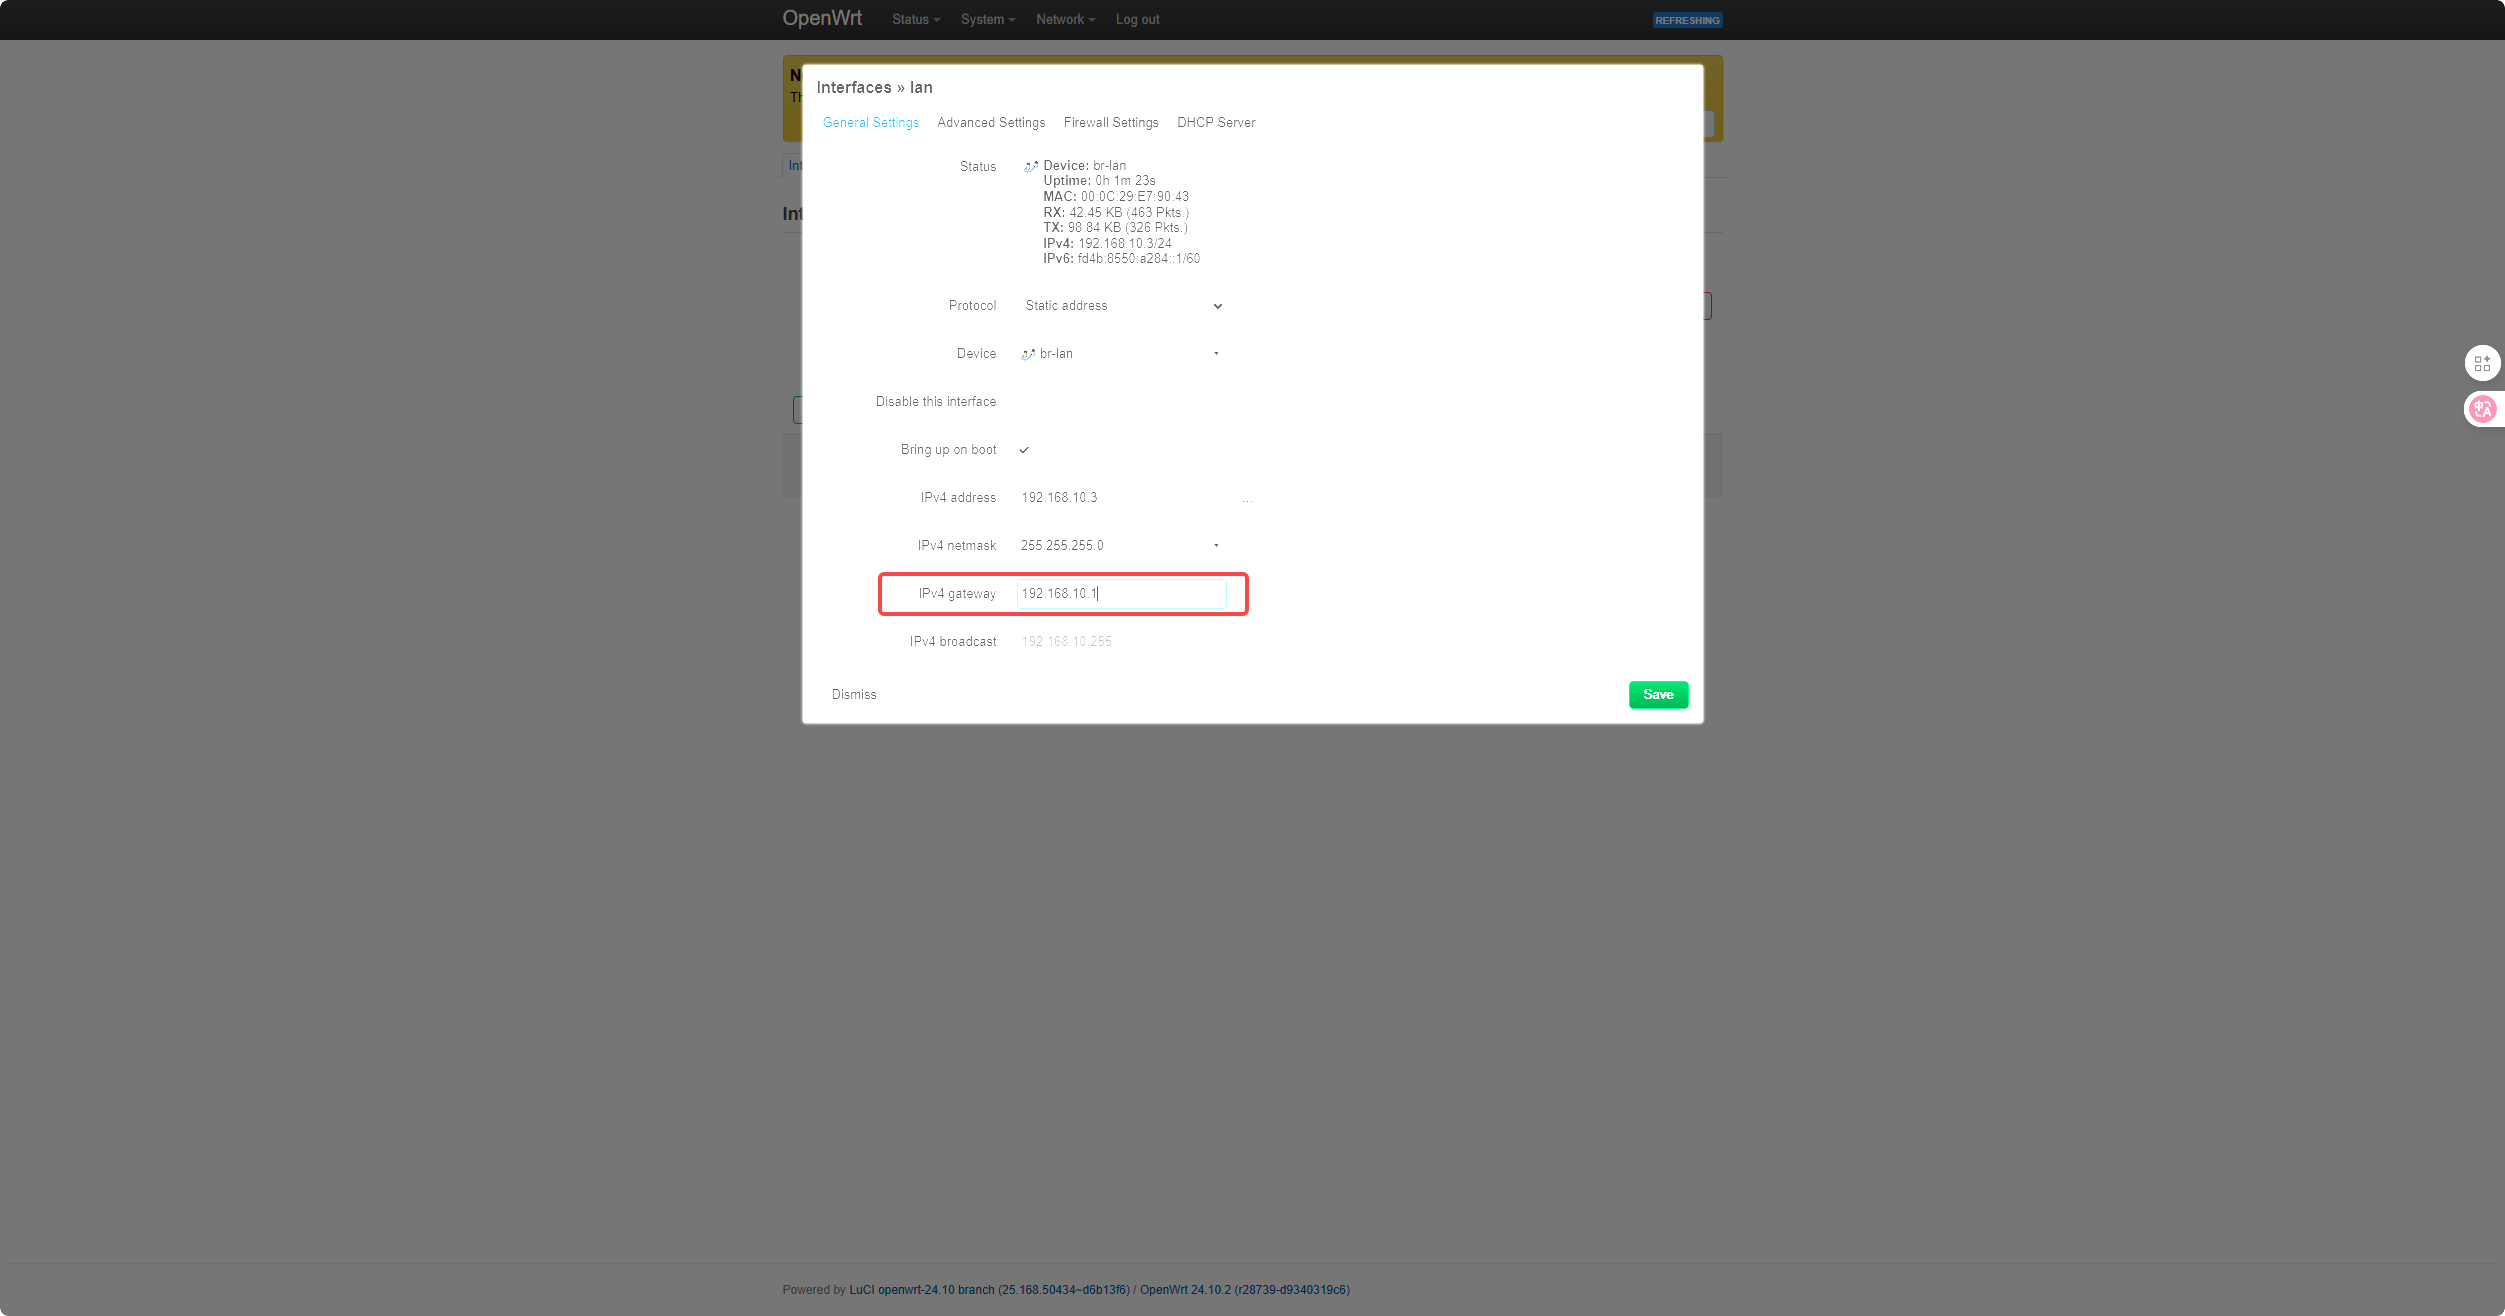 OpenWrt Status System Network Log out REFRESHING
Interfaces » lan
General Settings Advanced Settings Firewall Settings DHCP Server
Status Device: br-lan
Uptime: 0h 1m 23s
MAC: 00:0C:29:E7:90:43
RX: 42.45 KB (463 Pkts.)
TX: 98.84 KB (326 Pkts.)
IPv4: 192.168.10.3/24
IPv6: fd4b:8550:a284::1/60
Protocol Static address
Device br-lan
Disable this interface
Bring up on boot
IPv4 address 192.168.10.3 ...
IPv4 netmask 255.255.255.0
IPv4 gateway 192.168.10.1
IPv4 broadcast 192.168.10.255
Dismiss Save
Powered by LuCI openwrt-24.10 branch (25.168.50434~d6b13f6) / OpenWrt 24.10.2 (r28739-d9340319c6)